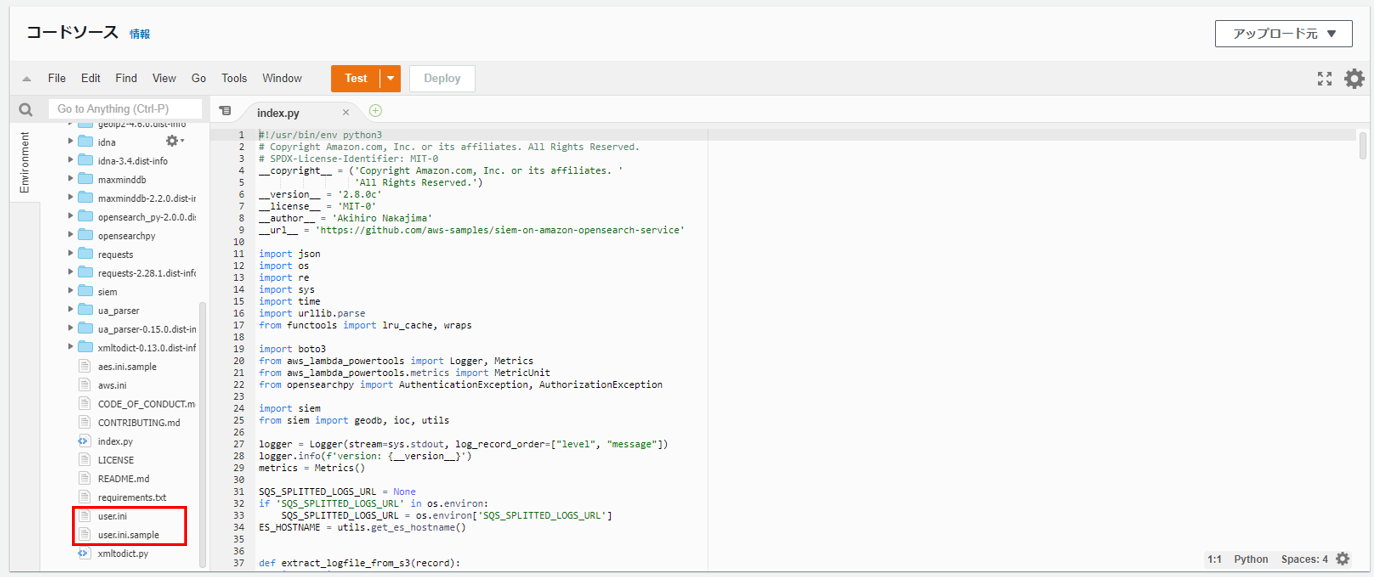 コードソース 情報
アップロード元 ▼
File Edit Find View Go Tools Window Test Deploy
Go to Anything (Ctrl-P)
index.py
Environment
geoip2-4.6.0.dist-info
idna
idna-3.4.dist-info
maxminddb
maxminddb-2.2.0.dist-in
opensearch_py-2.0.0.dis
opensearchpy
requests
requests-2.28.1.dist-info
siem
ua_parser
ua_parser-0.15.0.dist-in
xmltodict-0.13.0.dist-inf
aes.ini.sample
aws.ini
CODE_OF_CONDUCT.m
CONTRIBUTING.md
index.py
LICENSE
README.md
requirements.txt
user.ini
user.ini.sample
xmltodict.py
1 #!/usr/bin/env python3
2 # Copyright Amazon.com, Inc. or its affiliates. All Rights Reserved.
3 # SPDX-License-Identifier: MIT-0
4 __copyright__ = ('Copyright Amazon.com, Inc. or its affiliates. '
5 'All Rights Reserved.')
6 __version__ = '2.8.0c'
7 __license__ = 'MIT-0'
8 __author__ = 'Akihiro Nakajima'
9 __url__ = 'https://github.com/aws-samples/siem-on-amazon-opensearch-service'
10
11 import json
12 import os
13 import re
14 import sys
15 import time
16 import urllib.parse
17 from functools import lru_cache, wraps
18
19 import boto3
20 from aws_lambda_powertools import Logger, Metrics
21 from aws_lambda_powertools.metrics import MetricUnit
22 from opensearchpy import AuthenticationException, AuthorizationException
23
24 import siem
25 from siem import geodb, ioc, utils
26
27 logger = Logger(stream=sys.stdout, log_record_order=["level", "message"])
28 logger.info(f'version: {__version__}')
29 metrics = Metrics()
30
31 SQS_SPLITTED_LOGS_URL = None
32 if 'SQS_SPLITTED_LOGS_URL' in os.environ:
33 SQS_SPLITTED_LOGS_URL = os.environ['SQS_SPLITTED_LOGS_URL']
34 ES_HOSTNAME = utils.get_es_hostname()
35
36
37 def extract_logfile_from_s3(record):
1:1 Python Spaces: 4